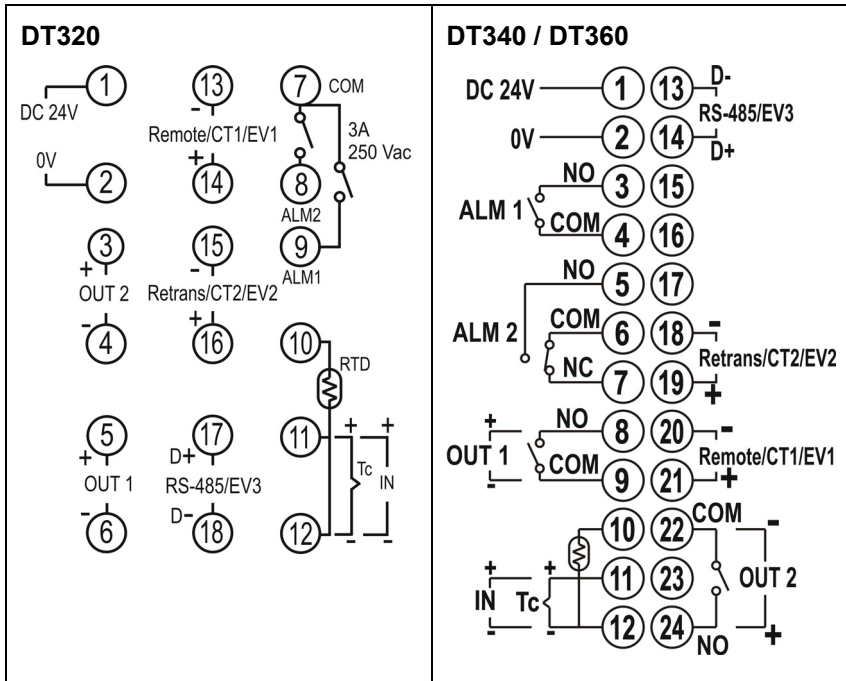 DT320
1
DC 24V
0V
2
3
+
OUT 2
-
4
5
+
OUT 1
-
6
13
-
Remote/CT1/EV1
+
14
15
-
Retrans/CT2/EV2
+
16
17
D+
RS-485/EV3
D-
18
7 COM
3A
250 Vac
8
ALM2
9
ALM1
10
RTD
11 + +
Tc IN
12 - -
DT340 / DT360
DC 24V 1 13 D-
RS-485/EV3
0V 2 14 D+
NO 3 15
ALM 1
COM 4 16
NO 5 17
ALM 2
COM 6 18 -
Retrans/CT2/EV2
NC 7 19 +
+ NO 8 20 -
OUT 1 Remote/CT1/EV1
- COM 9 21 +
10 22 COM -
+ + 11 23 OUT 2
IN Tc
- - 12 24 NO +